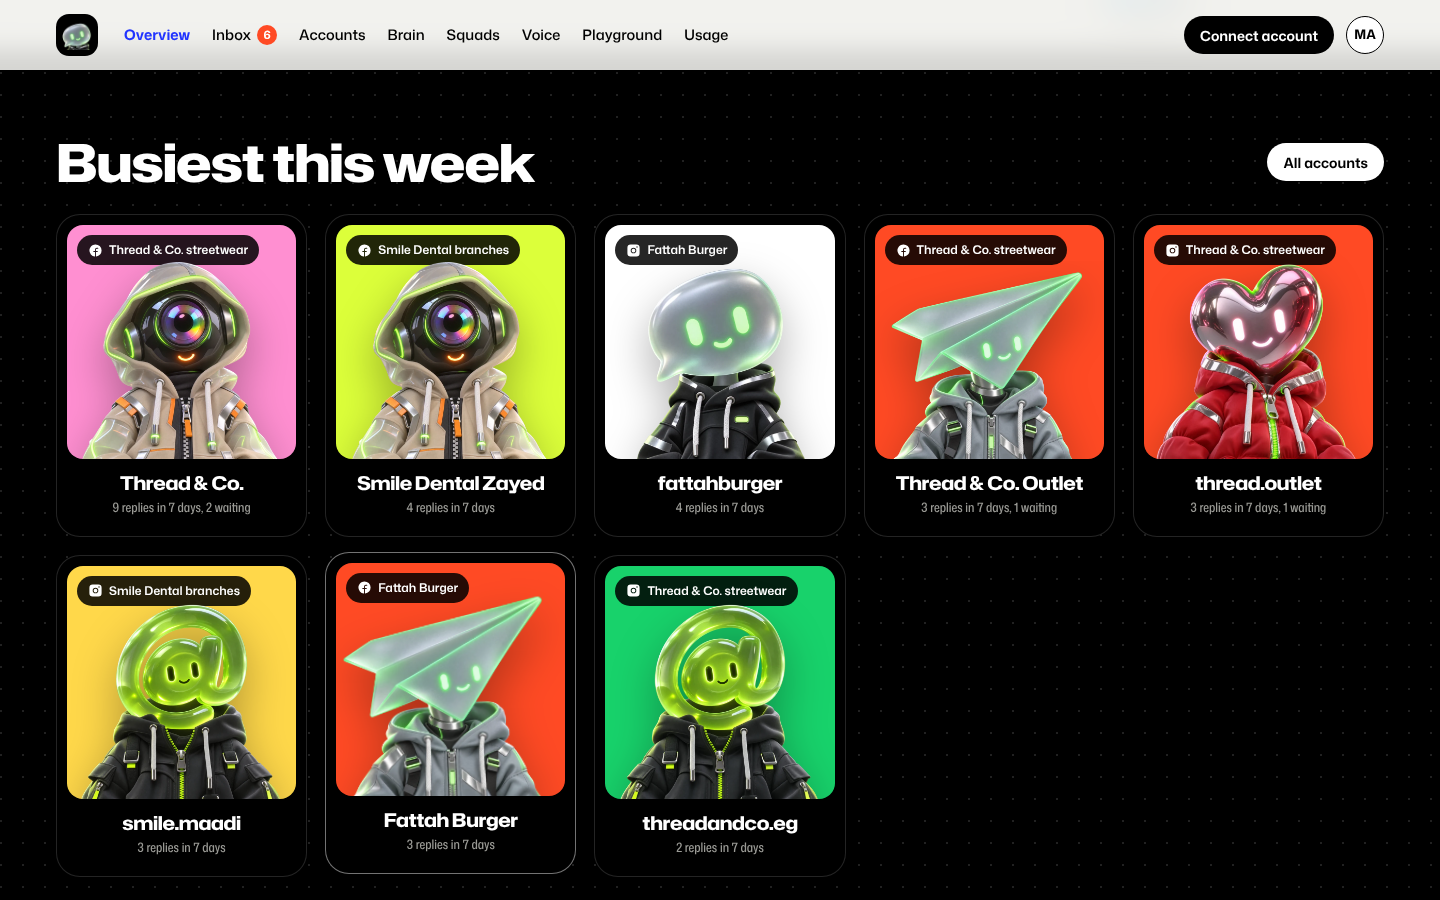 Overview Inbox 6 Accounts Brain Squads Voice Playground Usage Connect account MA
Busiest this week
All accounts
Thread & Co. streetwear
Thread & Co.
9 replies in 7 days, 2 waiting
Smile Dental branches
Smile Dental Zayed
4 replies in 7 days
Fattah Burger
fattahburger
4 replies in 7 days
Thread & Co. streetwear
Thread & Co. Outlet
3 replies in 7 days, 1 waiting
Thread & Co. streetwear
thread.outlet
3 replies in 7 days, 1 waiting
Smile Dental branches
smile.maadi
3 replies in 7 days
Fattah Burger
Fattah Burger
3 replies in 7 days
Thread & Co. streetwear
threadandco.eg
2 replies in 7 days